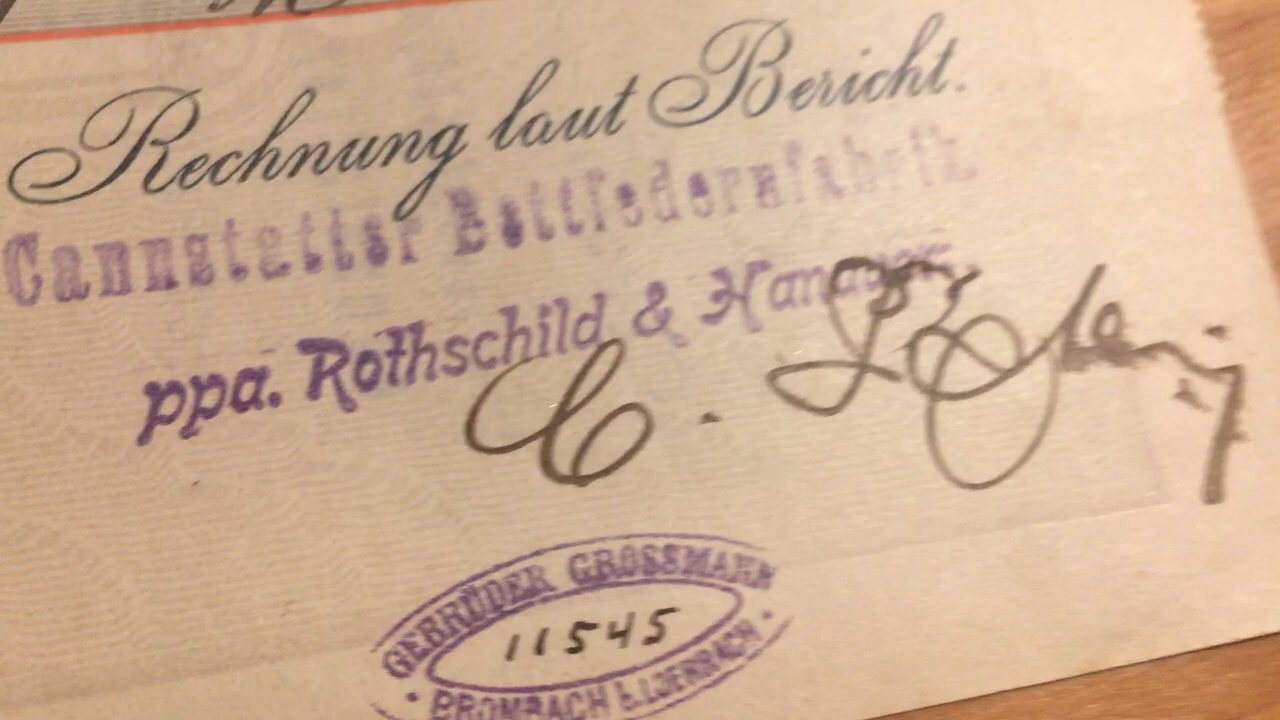 Rechnung laut Bericht.
Cannstatter Bettfedernfabrik
ppa. Rothschild & Hanauer.
C.
GEBRÜDER GROSSMANN
11545
BROMBACH